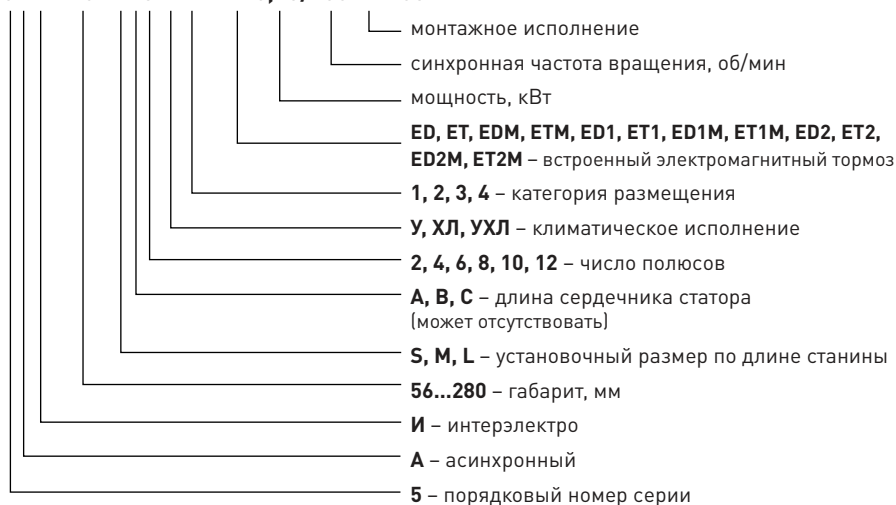 монтажное исполнение
синхронная частота вращения, об/мин
мощность, кВт
ED, ET, EDM, ETM, ED1, ET1, ED1M, ET1M, ED2, ET2,
ED2M, ET2M – встроенный электромагнитный тормоз
1, 2, 3, 4 – категория размещения
У, ХЛ, УХЛ – климатическое исполнение
2, 4, 6, 8, 10, 12 – число полюсов
A, B, C – длина сердечника статора
(может отсутствовать)
S, M, L – установочный размер по длине станины
56...280 – габарит, мм
И – интерэлектро
А – асинхронный
5 – порядковый номер серии